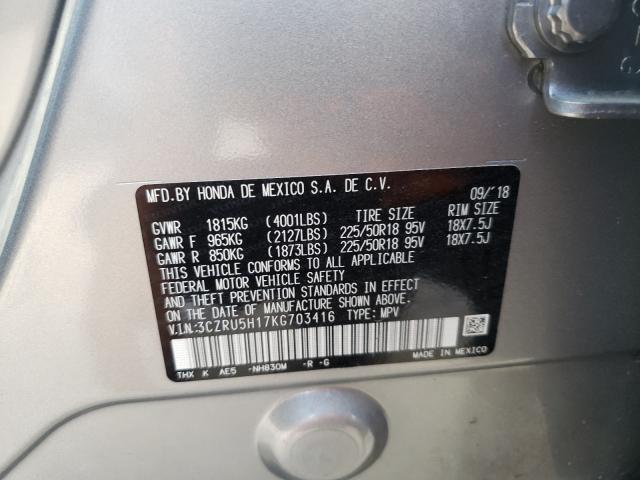 MFD.BY HONDA DE MEXICO S.A. DE C.V. 09/'18
GVWR 1815KG (4001LBS) TIRE SIZE RIM SIZE
GAWR F 965KG (2127LBS) 225/50R18 95V 18X7.5J
GAWR R 850KG (1873LBS) 225/50R18 95V 18X7.5J
THIS VEHICLE CONFORMS TO ALL APPLICABLE
FEDERAL MOTOR VEHICLE SAFETY
AND THEFT PREVENTION STANDARDS IN EFFECT
ON THE DATE OF MANUFACTURE SHOWN ABOVE.
V.I.N.:3CZRU5H17KG703416 TYPE: MPV
THX K AE5 -NH830M -R -G MADE IN MEXICO